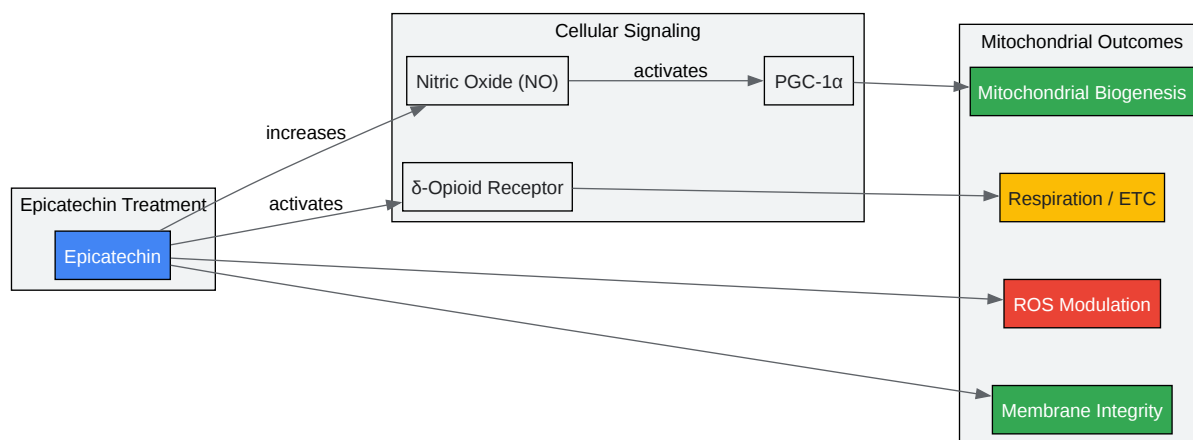 Cellular Signaling
Mitochondrial Outcomes
Nitric Oxide (NO)
activates
PGC-1α
Mitochondrial Biogenesis
increases
δ-Opioid Receptor
Respiration / ETC
Epicatechin Treatment
activates
Epicatechin
ROS Modulation
Membrane Integrity